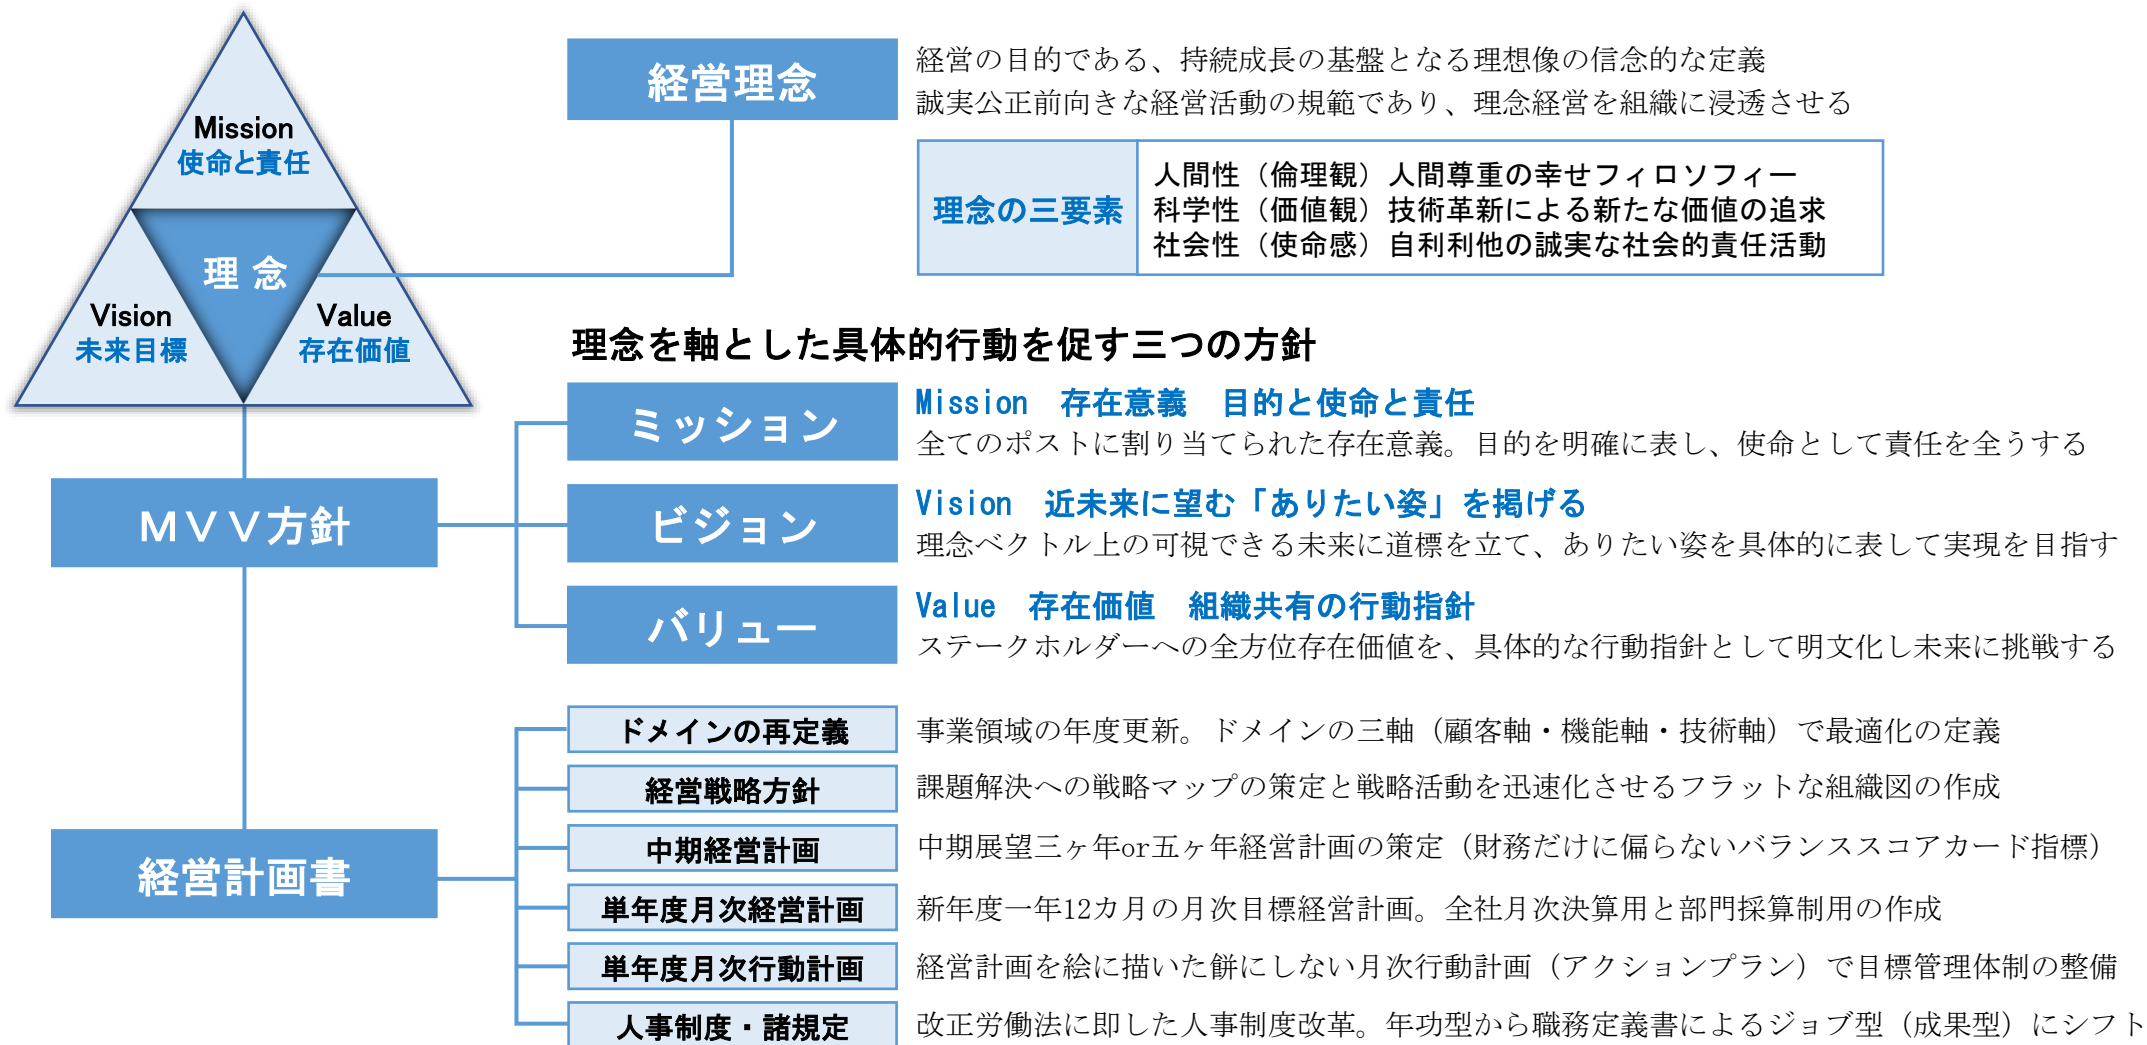 Mission
使命と責任
理 念
Vision
未来目標
Value
存在価値
経営理念
経営の目的である、持続成長の基盤となる理想像の信念的な定義
誠実公正前向きな経営活動の規範であり、理念経営を組織に浸透させる
理念の三要素
人間性（倫理観）人間尊重の幸せフィロソフィー
科学性（価値観）技術革新による新たな価値の追求
社会性（使命感）自利利他の誠実な社会的責任活動
理念を軸とした具体的行動を促す三つの方針
MVV方針
ミッション
Mission 存在意義 目的と使命と責任
全てのポストに割り当てられた存在意義。目的を明確に表し、使命として責任を全うする
ビジョン
Vision 近未来に望む「ありたい姿」を掲げる
理念ベクトル上の可視できる未来に道標を立て、ありたい姿を具体的に表して実現を目指す
バリュー
Value 存在価値 組織共有の行動指針
ステークホルダーへの全方位存在価値を、具体的な行動指針として明文化し未来に挑戦する
経営計画書
ドメインの再定義
事業領域の年度更新。ドメインの三軸（顧客軸・機能軸・技術軸）で最適化の定義
経営戦略方針
課題解決への戦略マップの策定と戦略活動を迅速化させるフラットな組織図の作成
中期経営計画
中期展望三ヶ年or五ヶ年経営計画の策定（財務だけに偏らないバランススコアカード指標）
単年度月次経営計画
新年度一年12カ月の月次目標経営計画。全社月次決算用と部門採算制用の作成
単年度月次行動計画
経営計画を絵に描いた餅にしない月次行動計画（アクションプラン）で目標管理体制の整備
人事制度・諸規定
改正労働法に即した人事制度改革。年功型から職務定義書によるジョブ型（成果型）にシフト